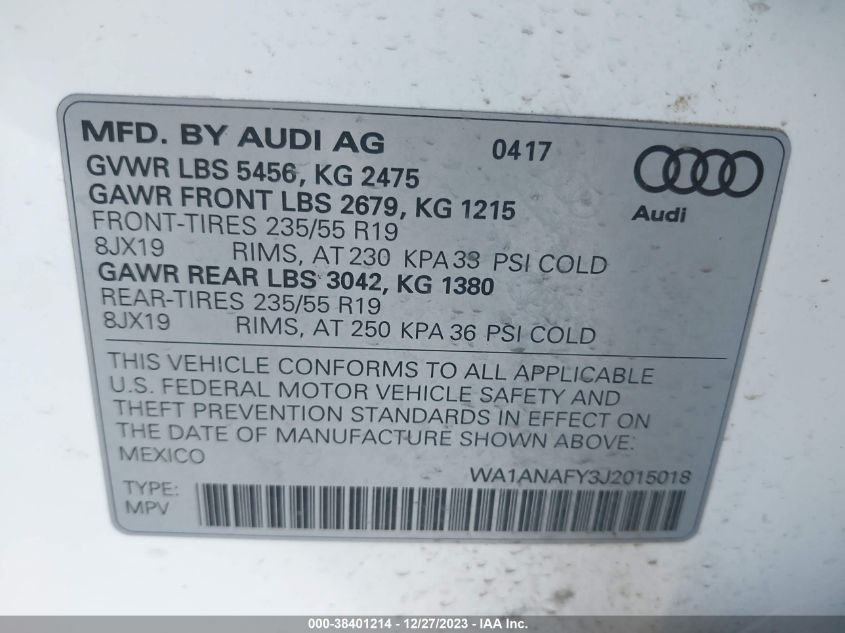 MFD. BY AUDI AG 0417
Audi
GVWR LBS 5456, KG 2475
GAWR FRONT LBS 2679, KG 1215
FRONT-TIRES 235/55 R19
8JX19 RIMS, AT 230 KPA 33 PSI COLD
GAWR REAR LBS 3042, KG 1380
REAR-TIRES 235/55 R19
8JX19 RIMS, AT 250 KPA 36 PSI COLD
THIS VEHICLE CONFORMS TO ALL APPLICABLE
U.S. FEDERAL MOTOR VEHICLE SAFETY AND
THEFT PREVENTION STANDARDS IN EFFECT ON
THE DATE OF MANUFACTURE SHOWN ABOVE:
MEXICO
WA1ANAFY3J2015018
TYPE:
MPV
000-38401214 - 12/27/2023 - IAAI.COM